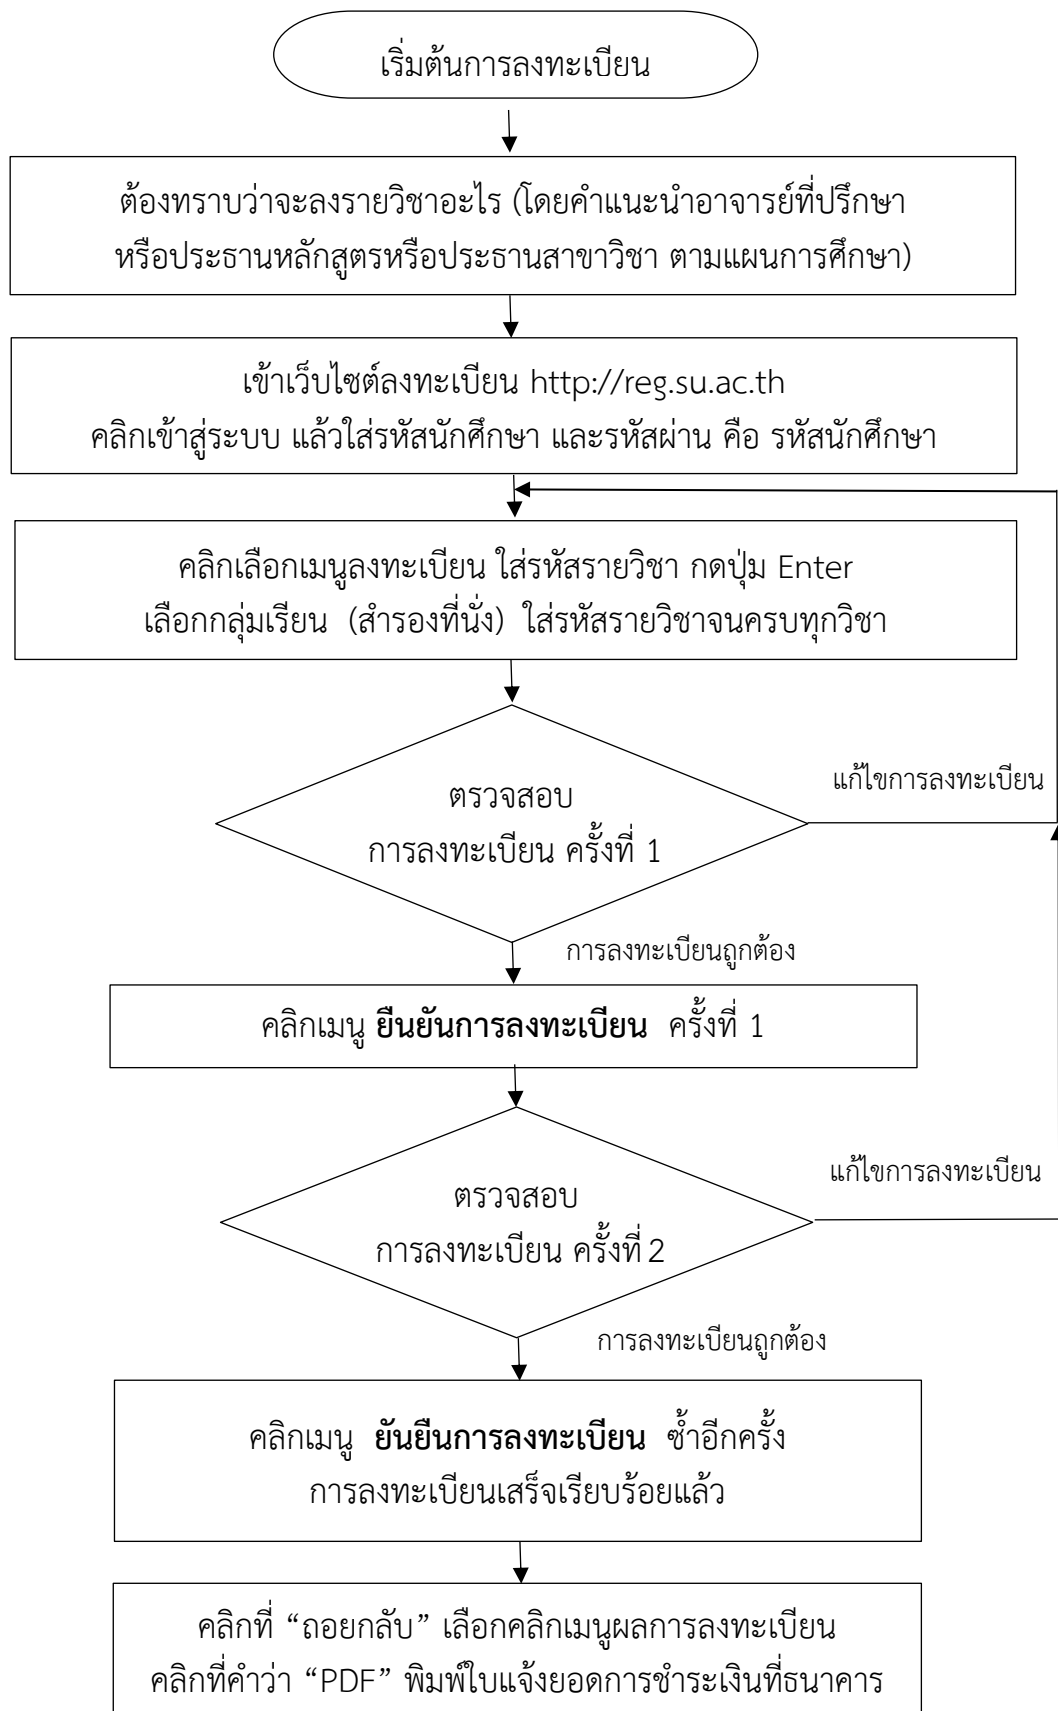 เริ่มต้นการลงทะเบียน
ต้องทราบว่าจะลงรายวิชาอะไร (โดยคำแนะนำอาจารย์ที่ปรึกษา
หรือประธานหลักสูตรหรือประธานสาขาวิชา ตามแผนการศึกษา)
เข้าเว็บไซต์ลงทะเบียน http://reg.su.ac.th
คลิกเข้าสู่ระบบ แล้วใส่รหัสนักศึกษา และรหัสผ่าน คือ รหัสนักศึกษา
คลิกเลือกเมนูลงทะเบียน ใส่รหัสรายวิชา กดปุ่ม Enter
เลือกกลุ่มเรียน (สำรองที่นั่ง) ใส่รหัสรายวิชาจนครบทุกวิชา
แก้ไขการลงทะเบียน
ตรวจสอบ
การลงทะเบียน ครั้งที่ 1
การลงทะเบียนถูกต้อง
คลิกเมนู ยืนยันการลงทะเบียน ครั้งที่ 1
แก้ไขการลงทะเบียน
ตรวจสอบ
การลงทะเบียน ครั้งที่ 2
การลงทะเบียนถูกต้อง
คลิกเมนู ยันยืนการลงทะเบียน ซ้ำอีกครั้ง
การลงทะเบียนเสร็จเรียบร้อยแล้ว
คลิกที่ “ถอยกลับ” เลือกคลิกเมนูผลการลงทะเบียน
คลิกที่คำว่า “PDF” พิมพ์ใบแจ้งยอดการชำระเงินที่ธนาคาร